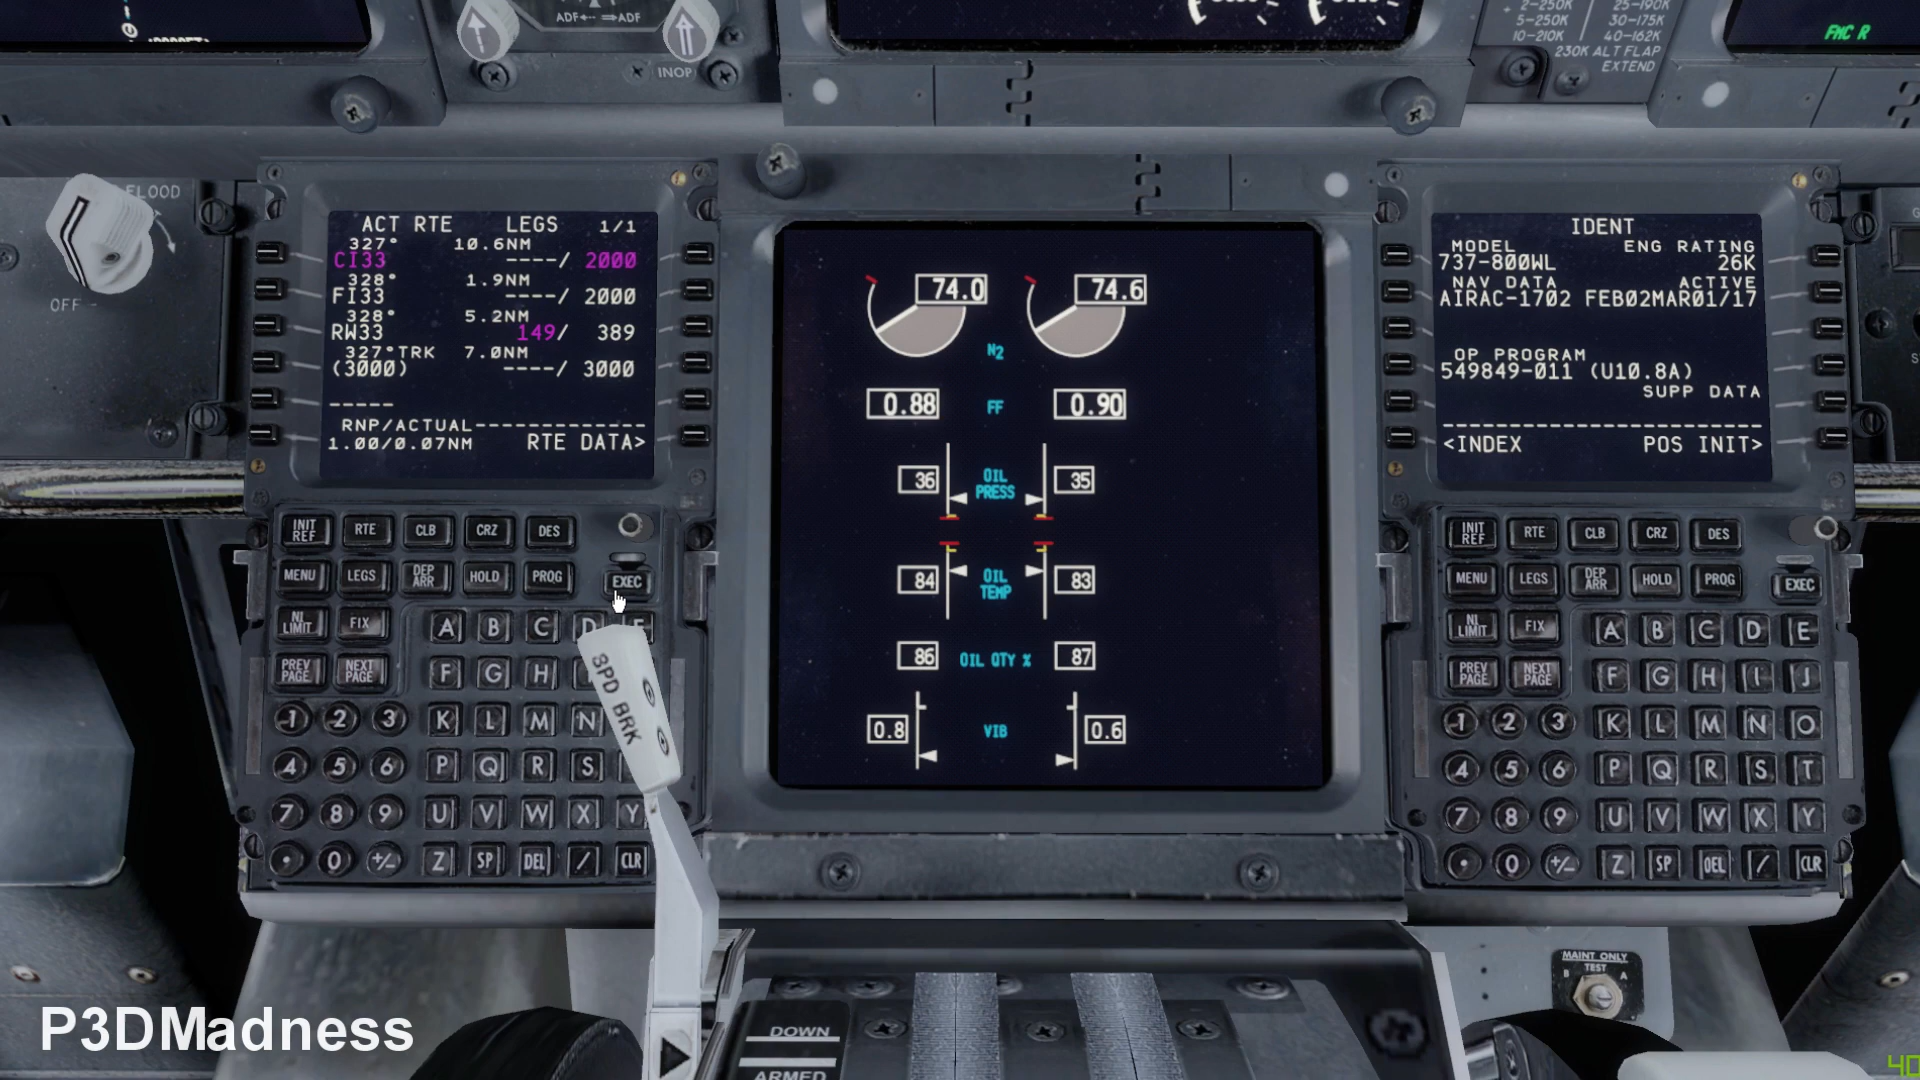 ADF ADF
INOP
2-250K 25-190K
5-250K 30-175K
10-210K 40-162K
230K ALT FLAP
EXTEND
FMC R
FLOOD
OFF
ACT RTE LEGS 1/1
327° 10.6NM
CI33 ----/ 2000
328° 1.9NM
FI33 ----/ 2000
328° 5.2NM
RW33 149/ 389
327°TRK 7.0NM
(3000) ----/ 3000
-----
RNP/ACTUAL-------------
1.00/0.07NM RTE DATA>
74.0 74.6
N2
0.88 FF 0.90
36 OIL PRESS 35
84 OIL TEMP 83
86 OIL QTY % 87
0.8 VIB 0.6
IDENT
MODEL ENG RATING
737-800WL 26K
NAV DATA ACTIVE
AIRAC-1702 FEB02MAR01/17
OP PROGRAM
549849-011 (U10.8A)
SUPP DATA
------------------------
<INDEX POS INIT>
INIT REF RTE CLB CRZ DES
MENU LEGS DEP ARR HOLD PROG EXEC
N1 LIMIT FIX A B C D E
PREV PAGE NEXT PAGE F G H
1 2 3 K L M N
4 5 6 P Q R S
7 8 9 U V W X Y
. 0 +/- Z SP DEL / CLR
SPD BRK
INIT REF RTE CLB CRZ DES
MENU LEGS DEP ARR HOLD PROG EXEC
N1 LIMIT FIX A B C D E
PREV PAGE NEXT PAGE F G H I J
1 2 3 K L M N O
4 5 6 P Q R S T
7 8 9 U V W X Y
. 0 +/- Z SP DEL / CLR
MAINT ONLY
TEST
B A
DOWN
ARMED
P3DMadness
40